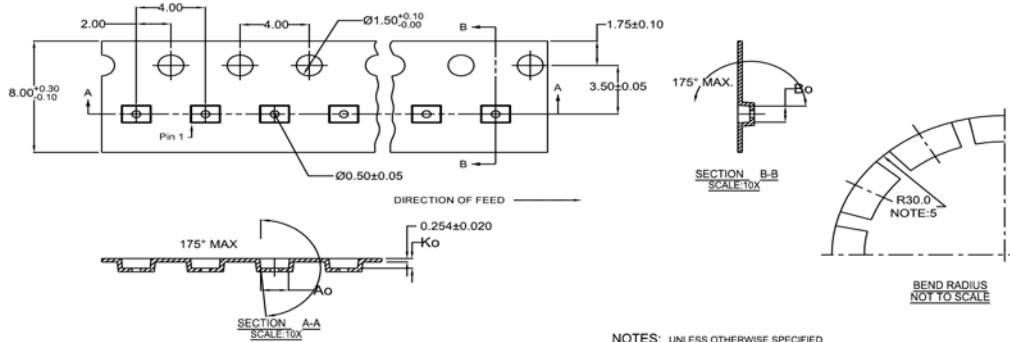 4.00
2.00
4.00
Ø1.50+0.10-0.00
B
1.75±0.10
8.00+0.30-0.10
A
A
3.50±0.05
Pin 1
B
Ø0.50±0.05
DIRECTION OF FEED
175° MAX.
Bo
SECTION B-B
SCALE:10X
R30.0
NOTE:5
BEND RADIUS
NOT TO SCALE
175° MAX
0.254±0.020
Ko
Ao
SECTION A-A
SCALE:10X
NOTES: UNLESS OTHERWISE SPECIFIED